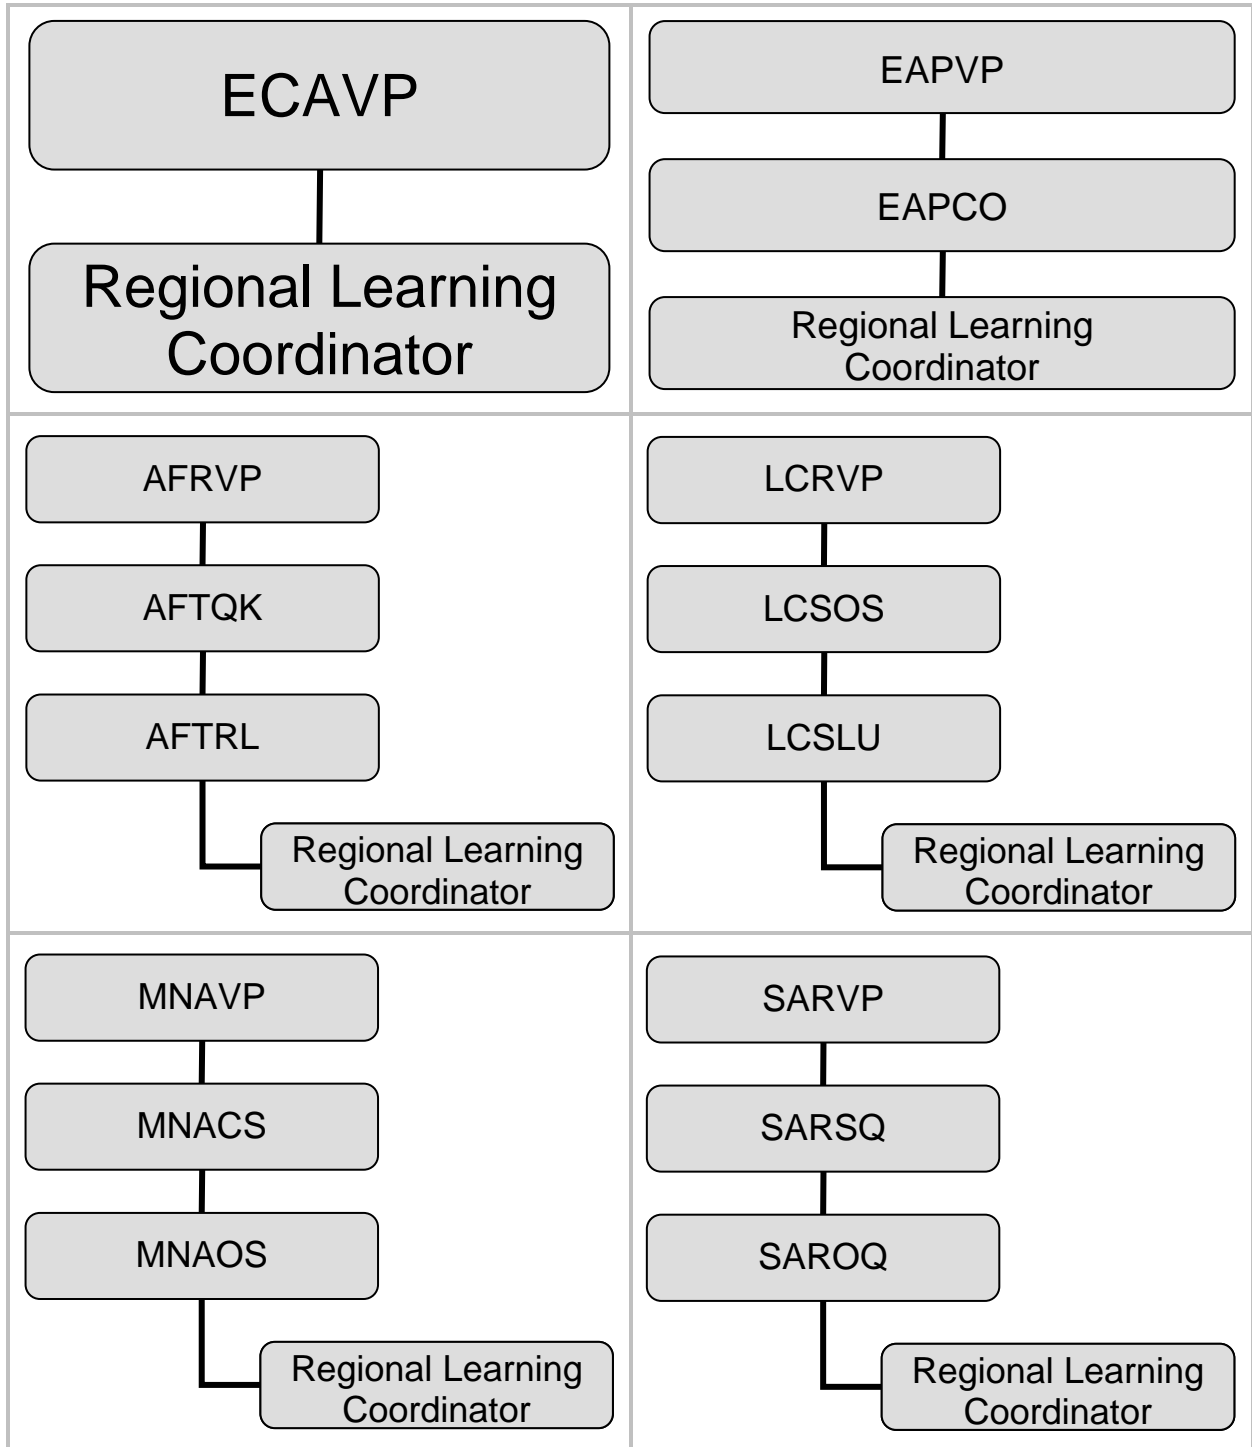 ECAVP
Regional Learning
Coordinator
EAPVP
EAPCO
Regional Learning
Coordinator
AFRVP
AFTQK
AFTRL
Regional Learning
Coordinator
LCRVP
LCSOS
LCSLU
Regional Learning
Coordinator
MNAVP
MNACS
MNAOS
Regional Learning
Coordinator
SARVP
SARSQ
SAROQ
Regional Learning
Coordinator